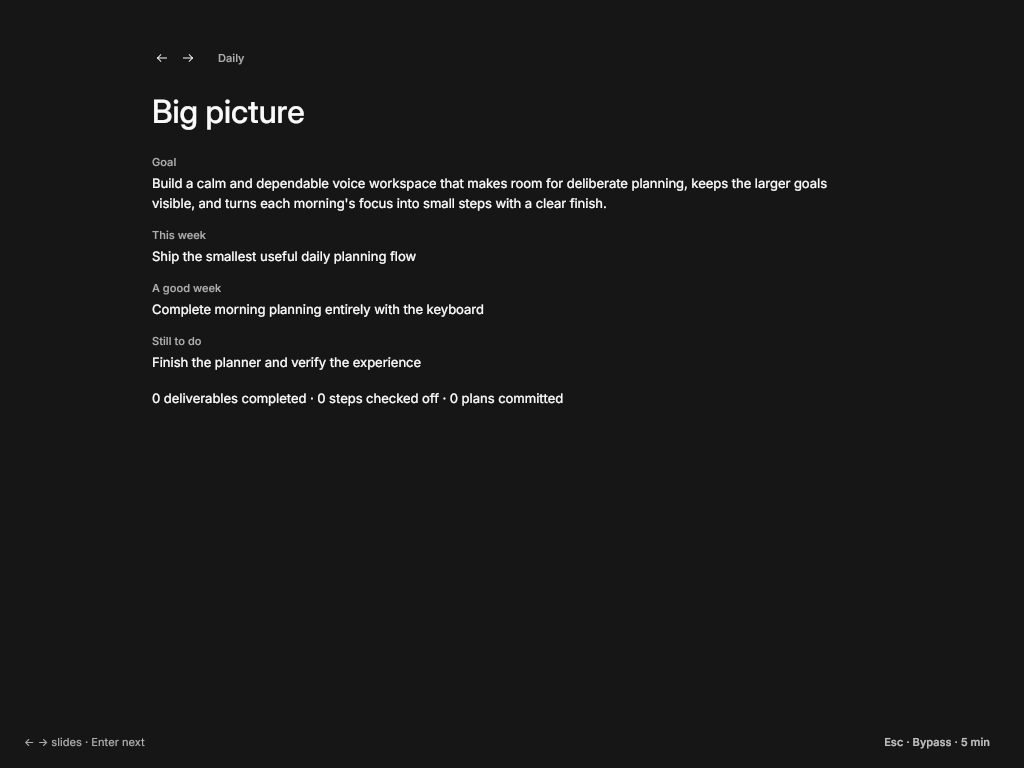 ← → Daily
Big picture
Goal
Build a calm and dependable voice workspace that makes room for deliberate planning, keeps the larger goals
visible, and turns each morning's focus into small steps with a clear finish.
This week
Ship the smallest useful daily planning flow
A good week
Complete morning planning entirely with the keyboard
Still to do
Finish the planner and verify the experience
0 deliverables completed · 0 steps checked off · 0 plans committed
← → slides · Enter next
Esc · Bypass · 5 min